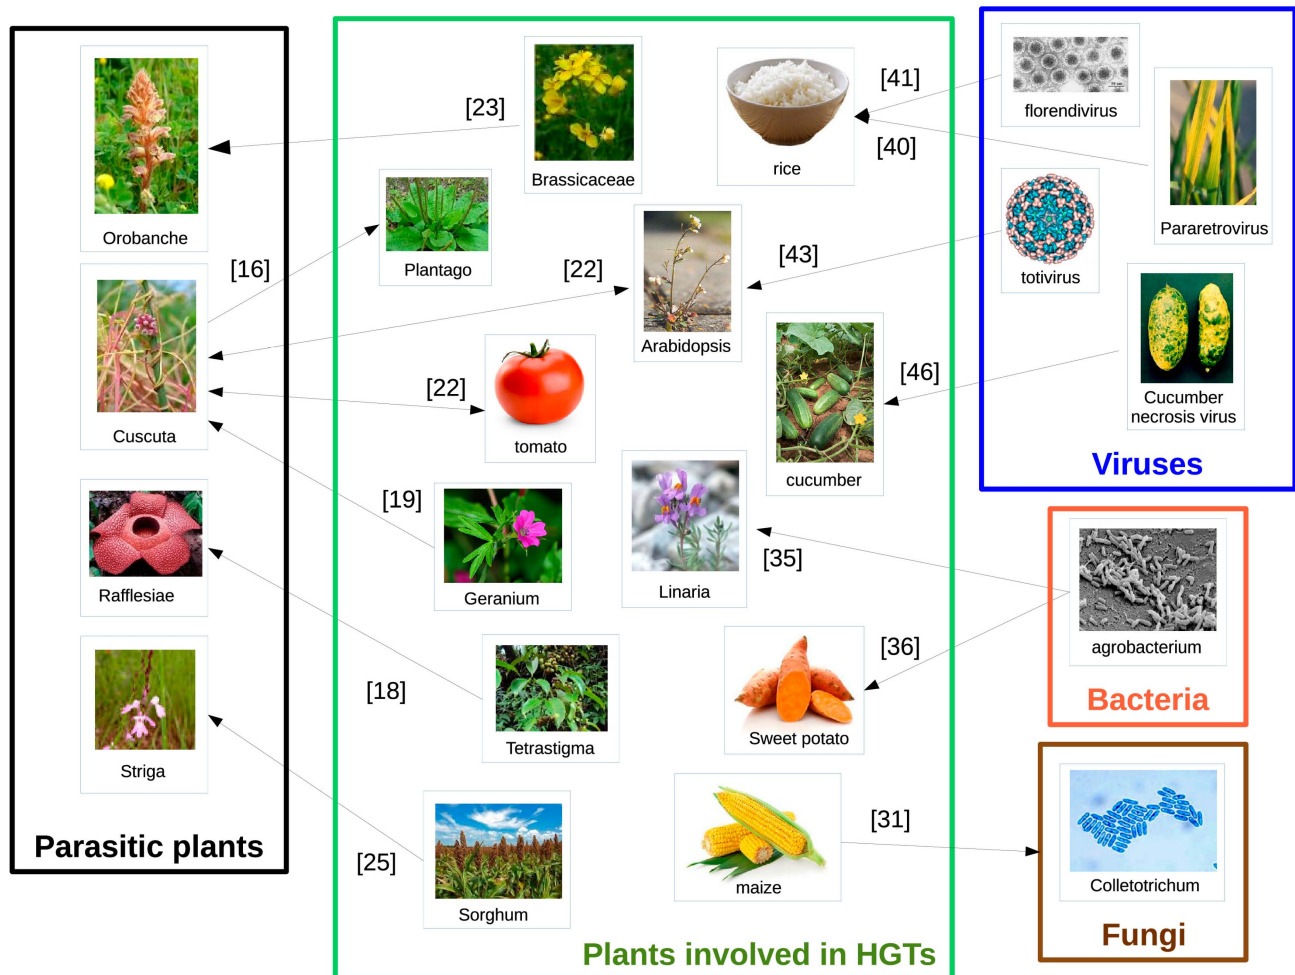 Orobanche
Cuscuta
Rafflesiae
Striga
Parasitic plants
[23]
[16]
[22]
[22]
[19]
[18]
[25]
Brassicaceae
Plantago
Arabidopsis
tomato
Geranium
Tetrastigma
Sorghum
rice
cucumber
Linaria
Sweet potato
maize
Plants involved in HGTs
[41]
[40]
[43]
[46]
[35]
[36]
[31]
florendivirus
Pararetrovirus
totivirus
Cucumber
necrosis virus
Viruses
agrobacterium
Bacteria
Colletotrichum
Fungi